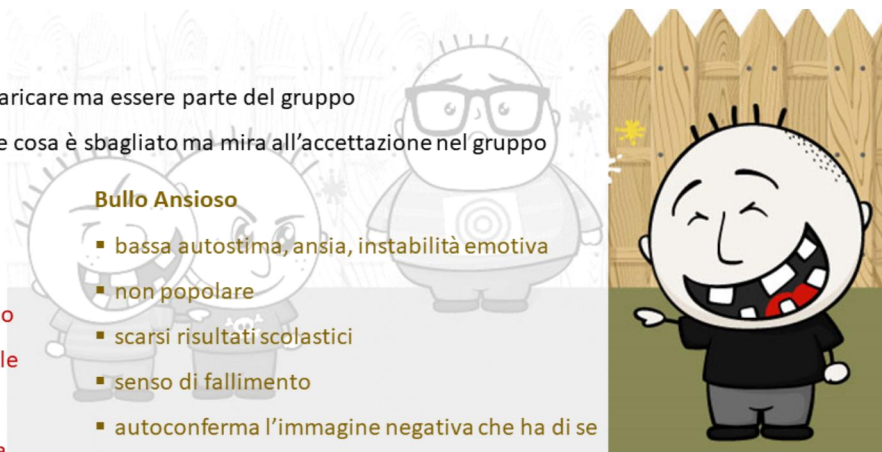 aricare ma essere parte del gruppo
e cosa è sbagliato ma mira all'accettazione nel gruppo
Bullo Ansioso
▪ bassa autostima, ansia, instabilità emotiva
▪ non popolare
o
▪ scarsi risultati scolastici
le
▪ senso di fallimento
▪ autoconferma l'immagine negativa che ha di se